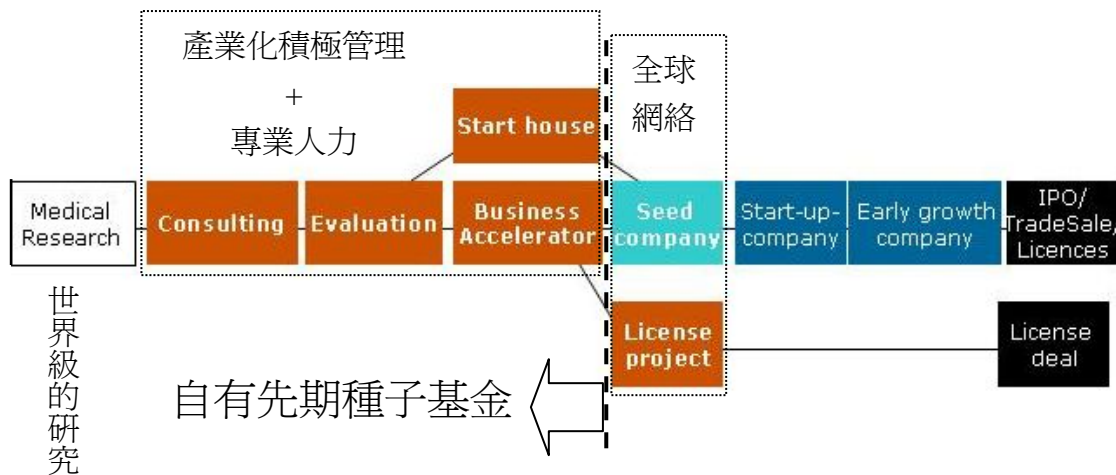 產業化積極管理
+
專業人力
全球
網絡
Start house
Medical
Research
Consulting
Evaluation
Business
Accelerator
Seed
company
Start-up-
company
Early growth
company
IPO/
TradeSale,
Licences
世界級的研究
License
project
License
deal
自有先期種子基金